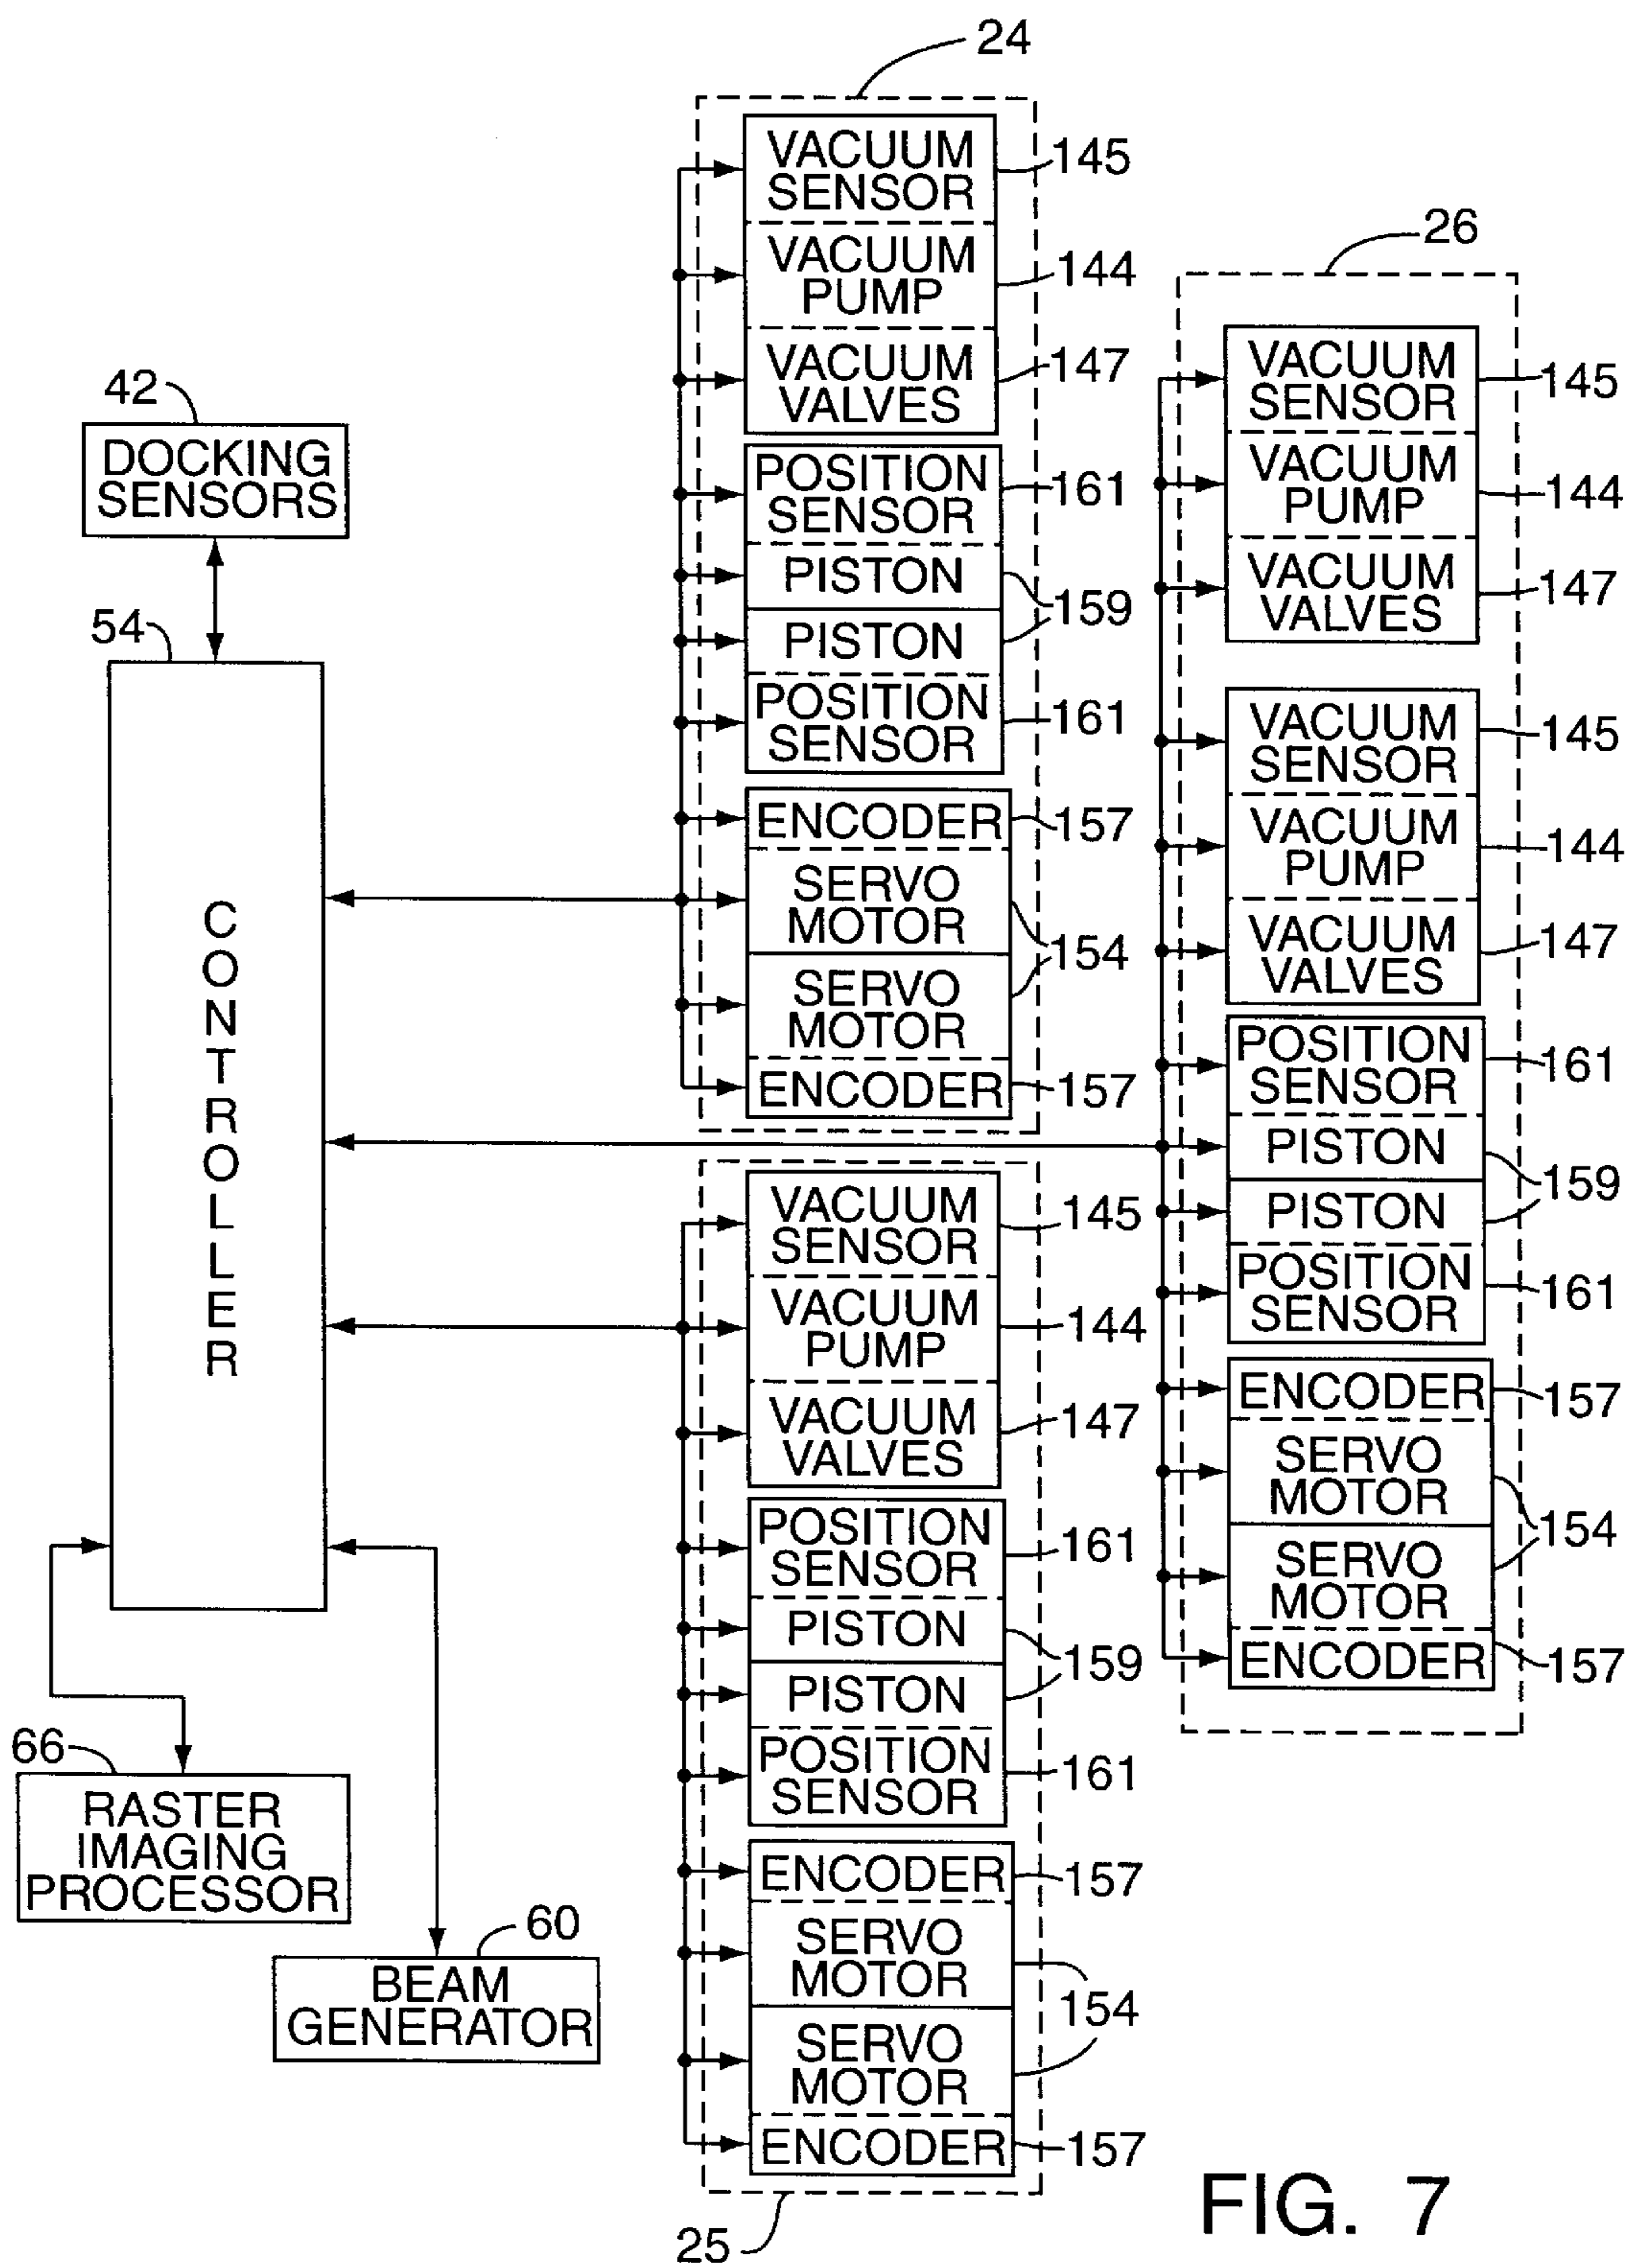 24
VACUUM
SENSOR
145
VACUUM
PUMP
144
VACUUM
VALVES
147
POSITION
SENSOR
161
PISTON
159
PISTON
POSITION
SENSOR
161
ENCODER
157
SERVO
MOTOR
154
SERVO
MOTOR
ENCODER
157
26
VACUUM
SENSOR
145
VACUUM
PUMP
144
VACUUM
VALVES
147
VACUUM
SENSOR
145
VACUUM
PUMP
144
VACUUM
VALVES
147
POSITION
SENSOR
161
PISTON
159
PISTON
POSITION
SENSOR
161
ENCODER
157
SERVO
MOTOR
154
SERVO
MOTOR
ENCODER
157
42
DOCKING
SENSORS
54
CONTROLLER
VACUUM
SENSOR
145
VACUUM
PUMP
144
VACUUM
VALVES
147
POSITION
SENSOR
161
PISTON
159
PISTON
POSITION
SENSOR
161
ENCODER
157
SERVO
MOTOR
154
SERVO
MOTOR
ENCODER
157
25
66
RASTER
IMAGING
PROCESSOR
60
BEAM
GENERATOR
FIG. 7